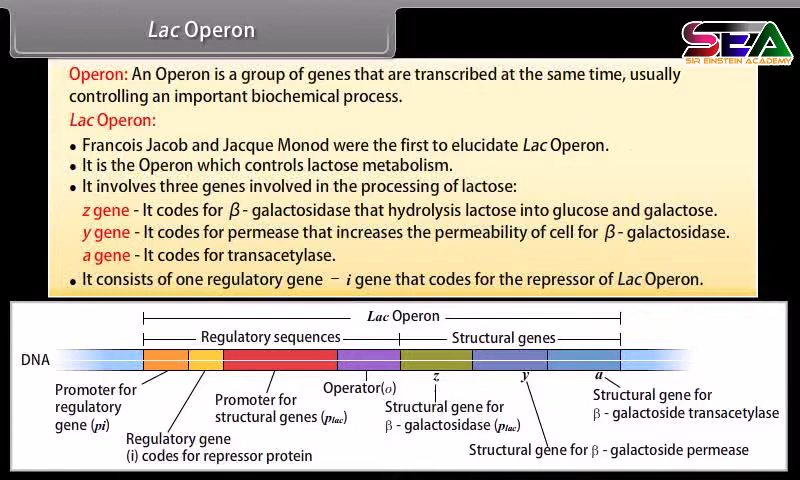 Lac Operon
SEA
SIR EINSTEIN ACADEMY
Operon: An Operon is a group of genes that are transcribed at the same time, usually
controlling an important biochemical process.
Lac Operon:
• Francois Jacob and Jacque Monod were the first to elucidate Lac Operon.
• It is the Operon which controls lactose metabolism.
• It involves three genes involved in the processing of lactose:
z gene - It codes for β - galactosidase that hydrolysis lactose into glucose and galactose.
y gene - It codes for permease that increases the permeability of cell for β - galactosidase.
a gene - It codes for transacetylase.
• It consists of one regulatory gene – i gene that codes for the repressor of Lac Operon.
Lac Operon
Regulatory sequences
Structural genes
DNA
z
y
a
Promoter for
regulatory
gene (pi)
Regulatory gene
(i) codes for repressor protein
Promoter for
structural genes (plac)
Operator(o)
Structural gene for
β - galactosidase (plac)
Structural gene for β - galactoside permease
Structural gene for
β - galactoside transacetylase